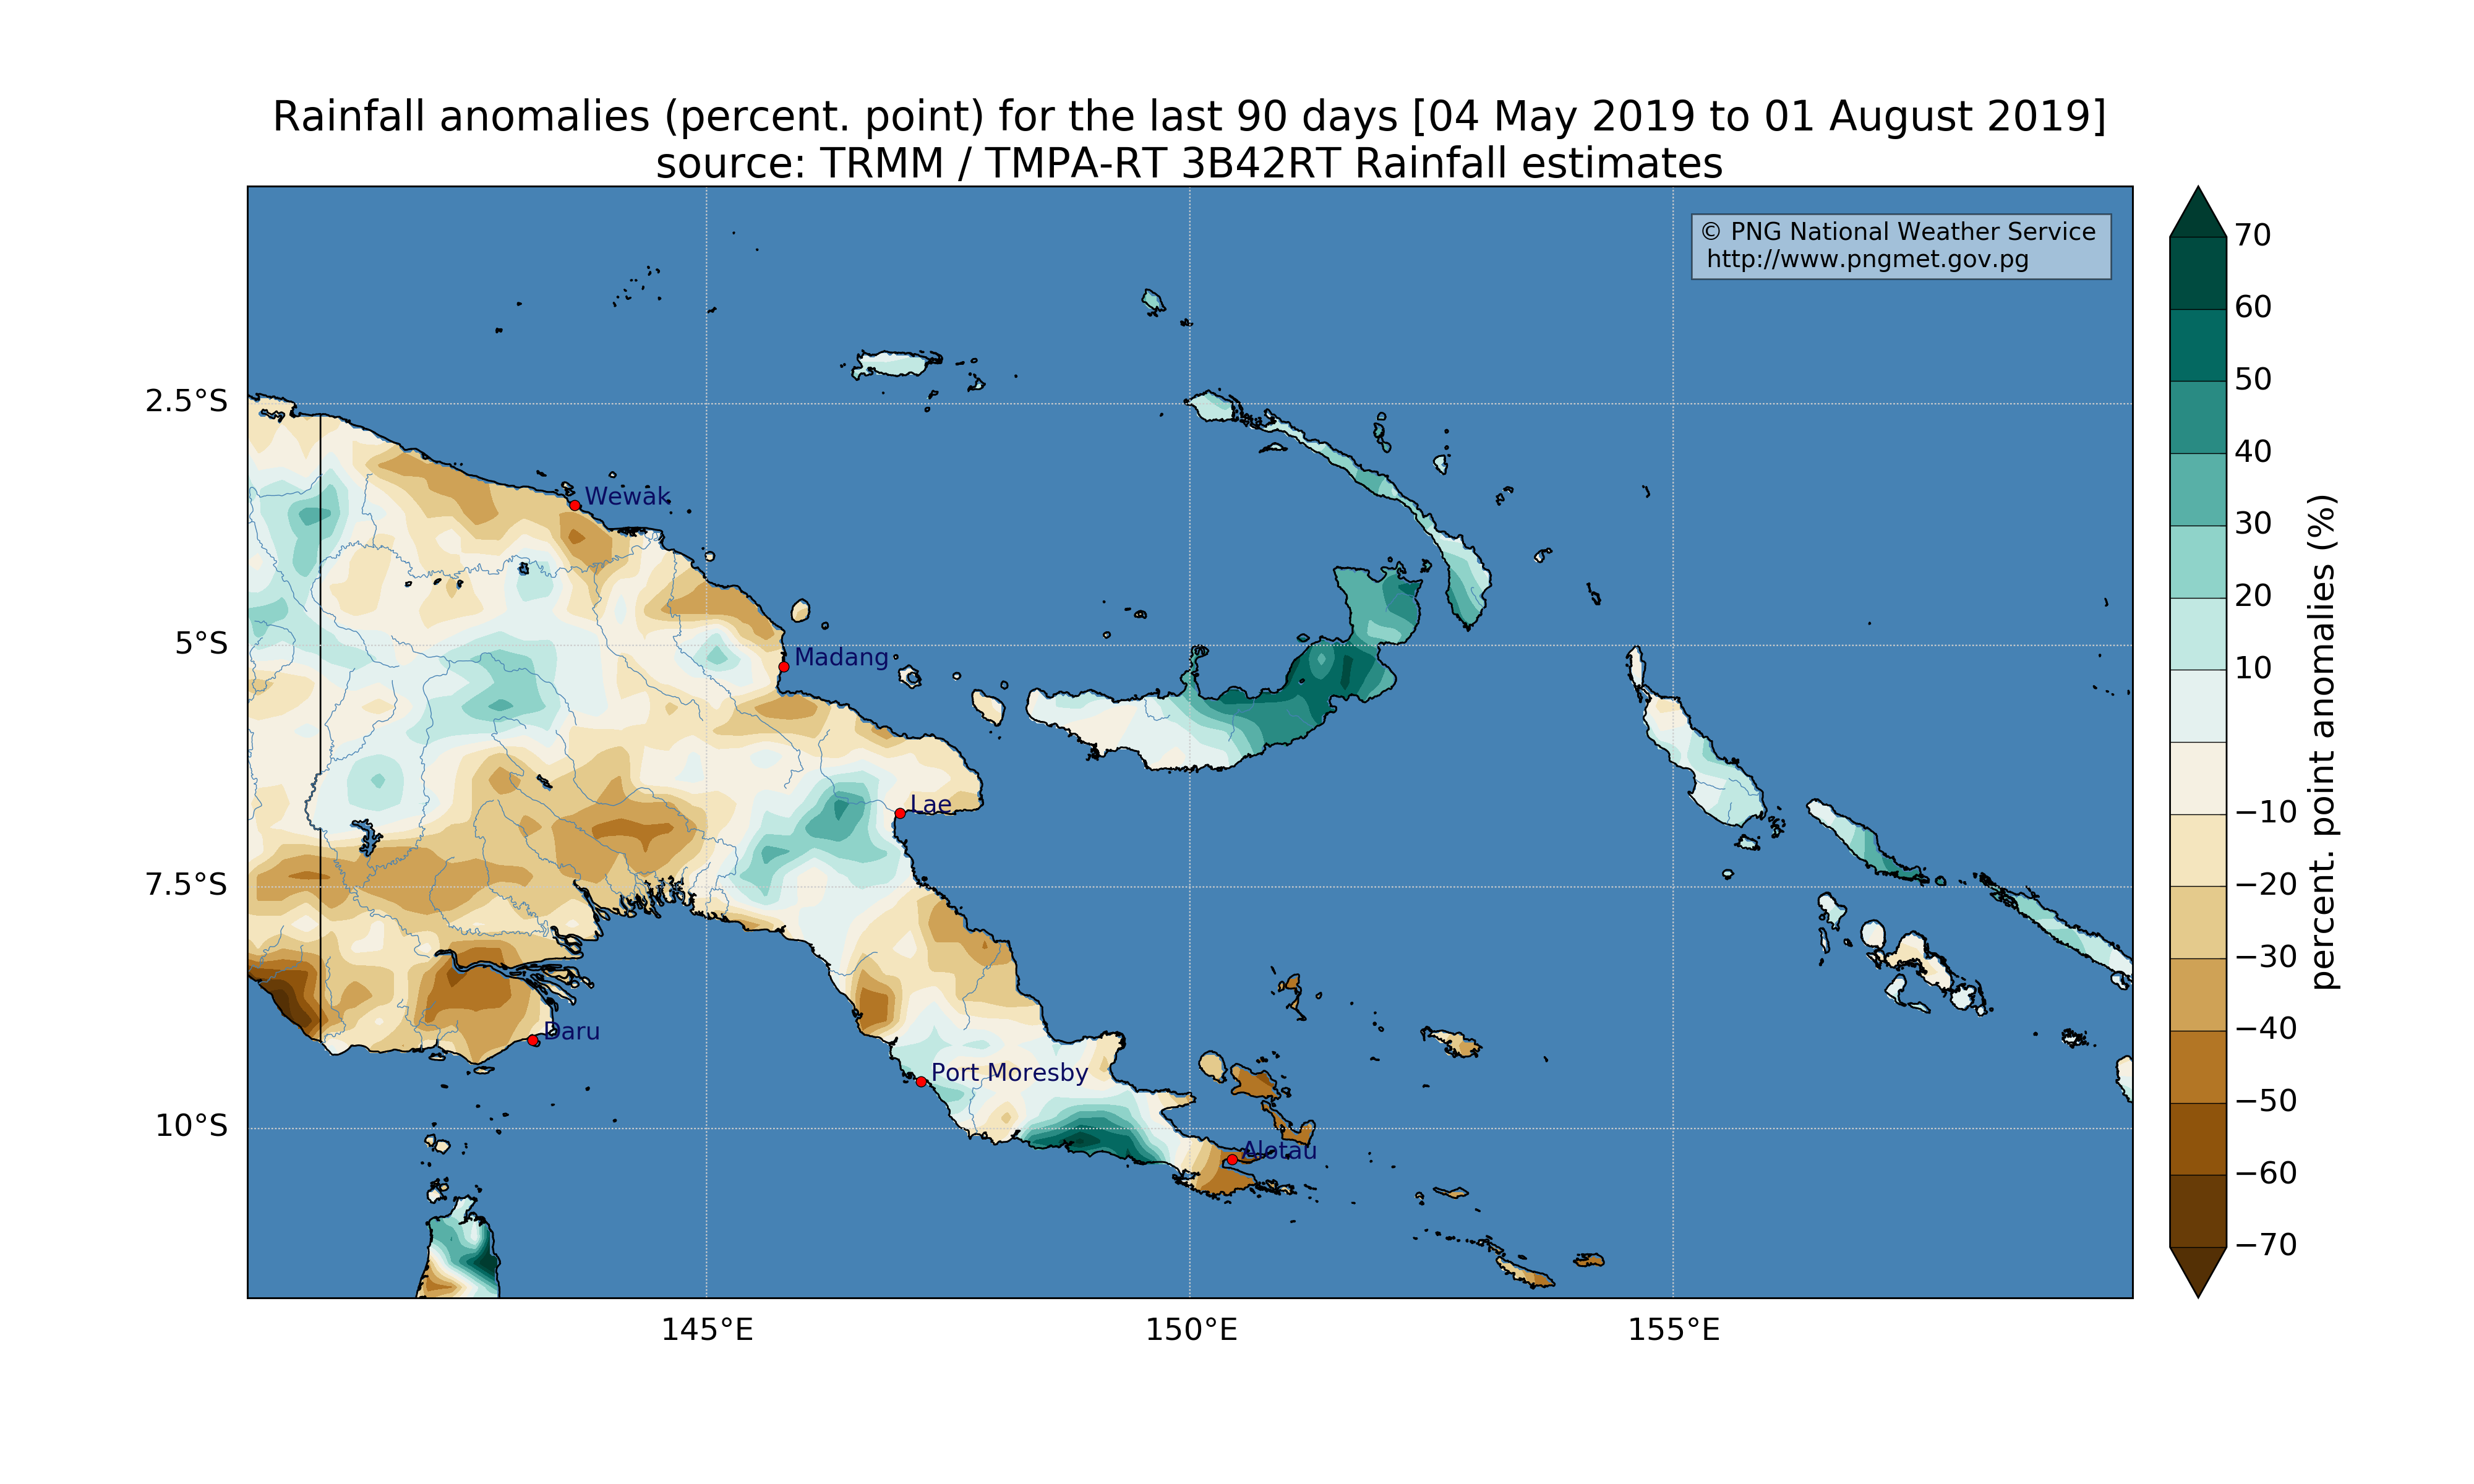 Rainfall anomalies (percent. point) for the last 90 days [04 May 2019 to 01 August 2019]
source: TRMM / TMPA-RT 3B42RT Rainfall estimates
© PNG National Weather Service
http://www.pngmet.gov.pg
2.5°S
5°S
7.5°S
10°S
Wewak
Madang
Lae
Daru
Port Moresby
Alotau
145°E
150°E
155°E
70
60
50
40
30
20
10
−10
−20
−30
−40
−50
−60
−70
percent. point anomalies (%)